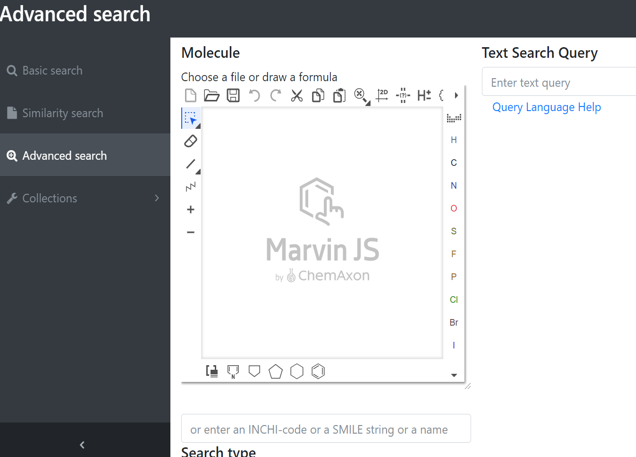 Advanced search
Basic search
Similarity search
Advanced search
Collections
Molecule
Choose a file or draw a formula
2D
[?]
H±
H
C
N
O
S
F
P
Cl
Br
I
Marvin JS
by ChemAxon
N
or enter an INCHI-code or a SMILE string or a name
Search type
Text Search Query
Enter text query
Query Language Help